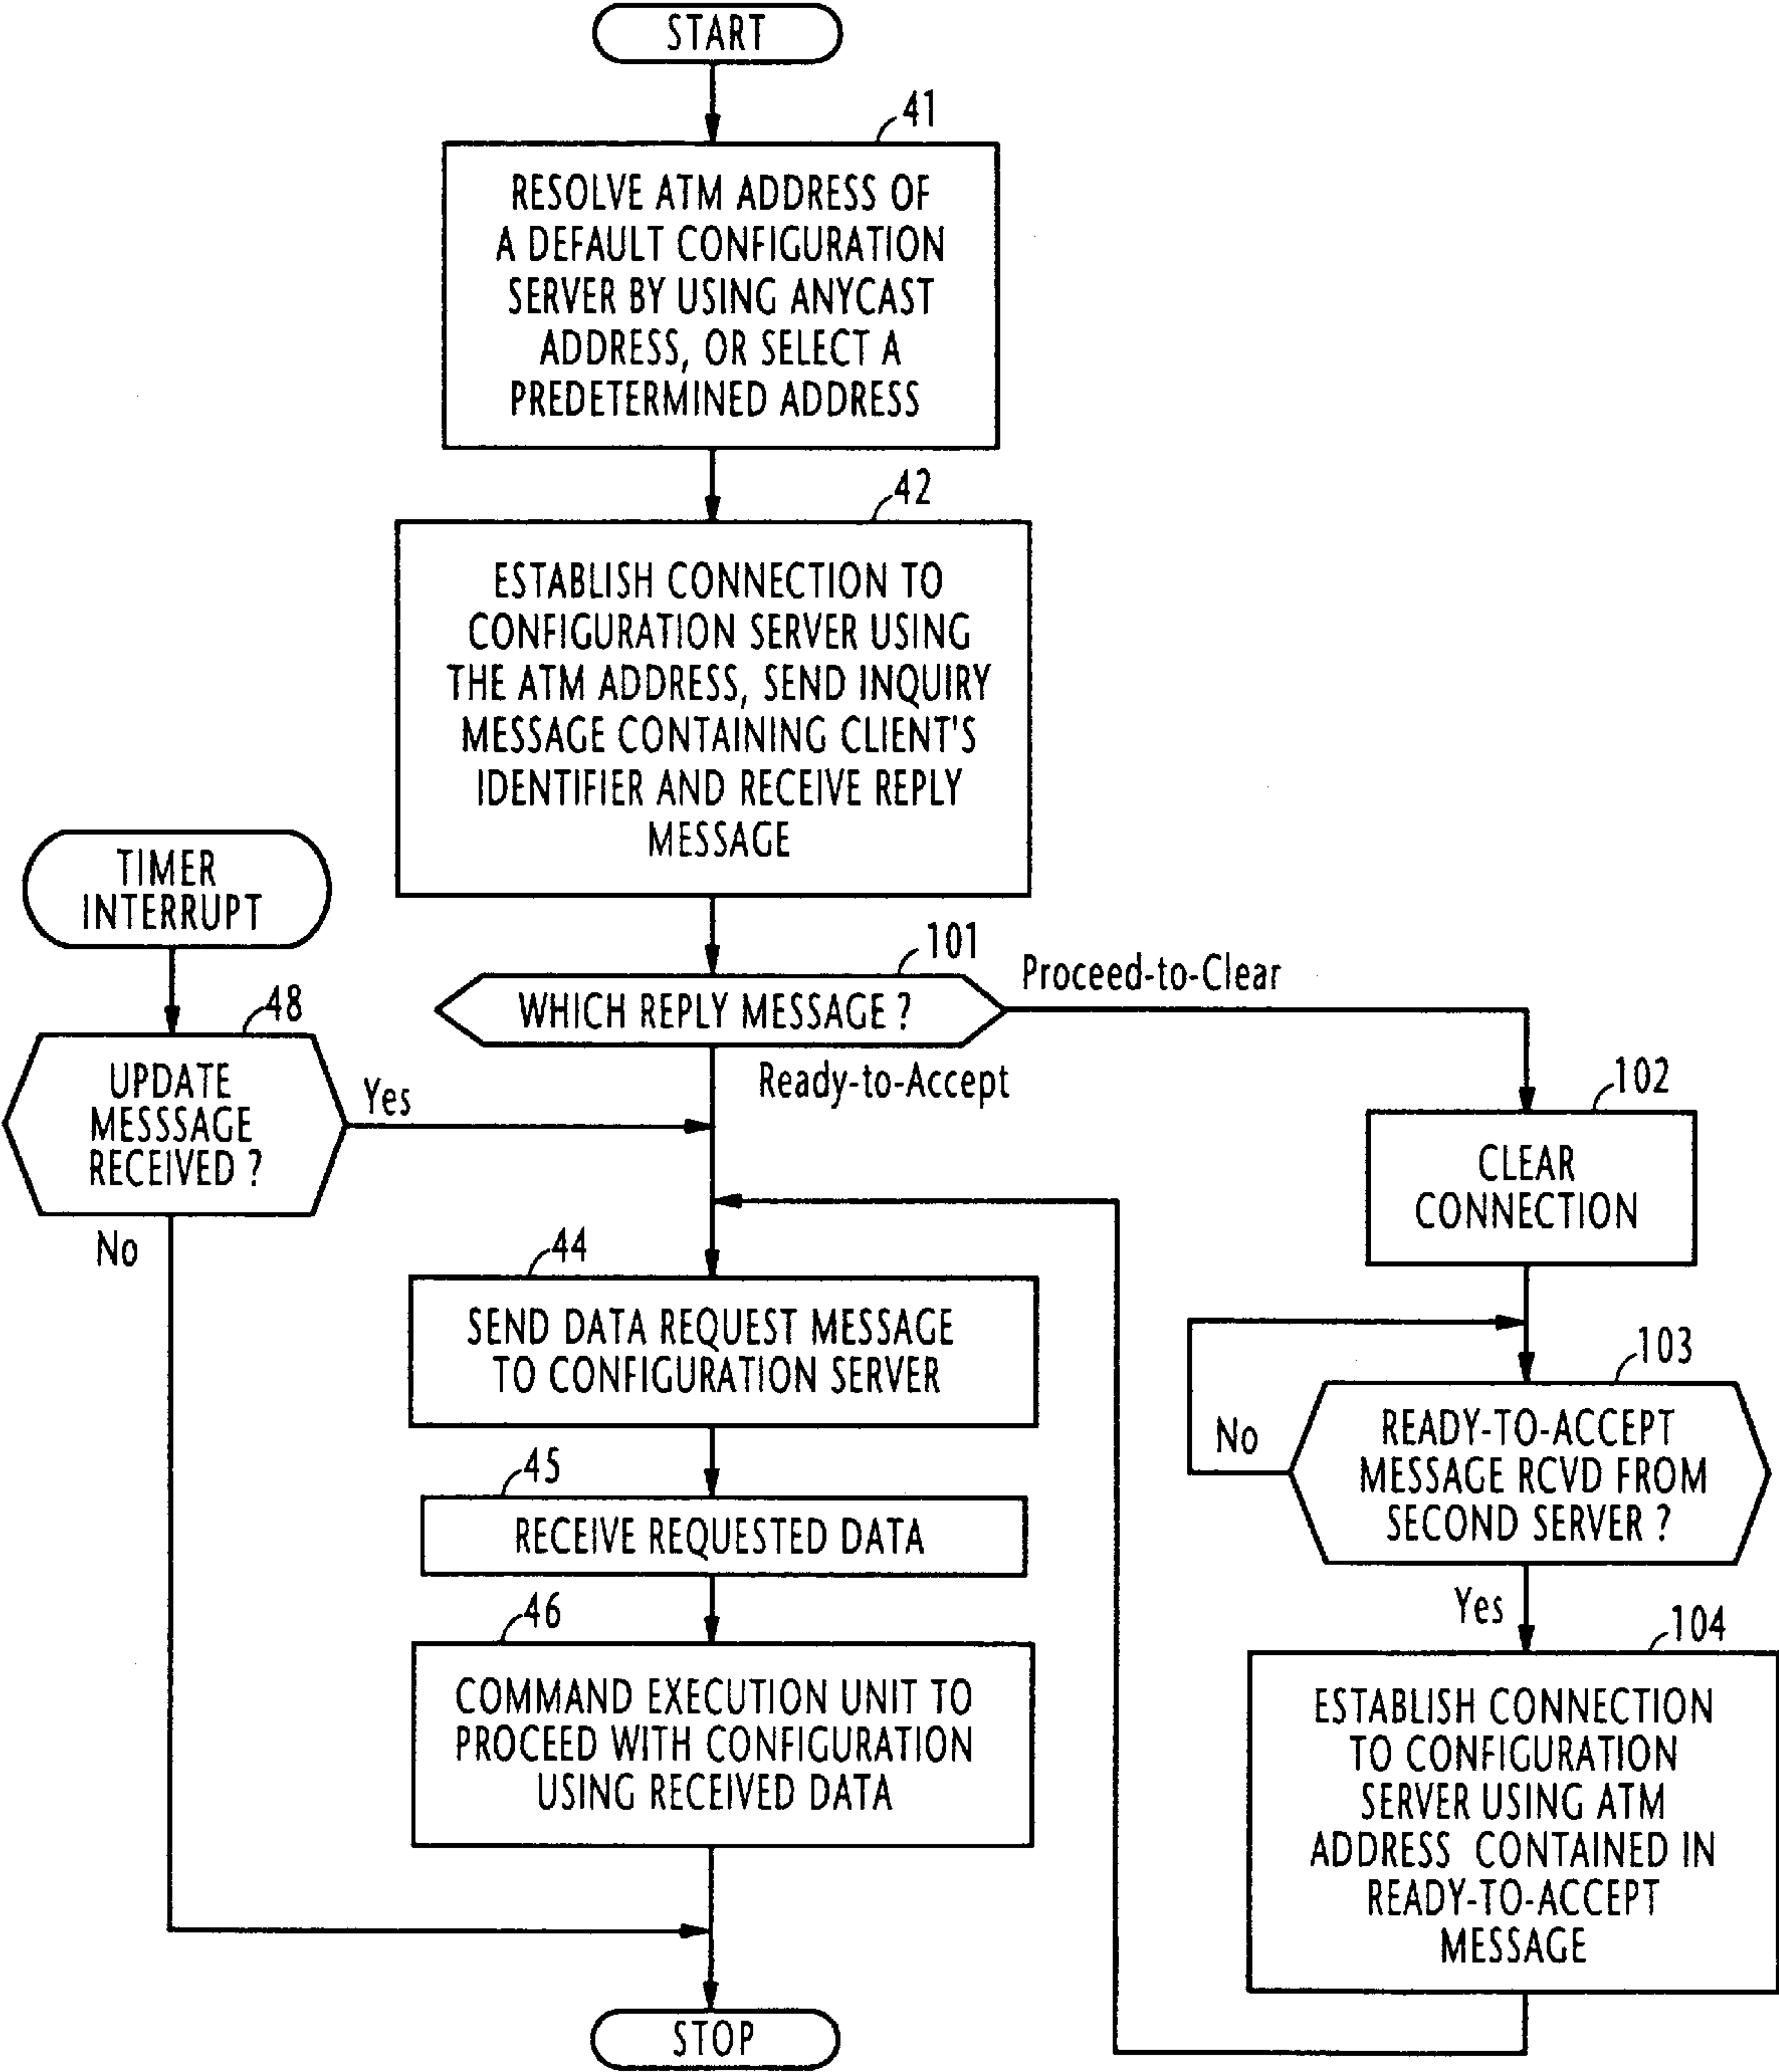 START
41
RESOLVE ATM ADDRESS OF
A DEFAULT CONFIGURATION
SERVER BY USING ANYCAST
ADDRESS, OR SELECT A
PREDETERMINED ADDRESS
42
ESTABLISH CONNECTION TO
CONFIGURATION SERVER USING
THE ATM ADDRESS, SEND INQUIRY
MESSAGE CONTAINING CLIENT'S
IDENTIFIER AND RECEIVE REPLY
MESSAGE
TIMER
INTERRUPT
48
UPDATE
MESSSAGE
RECEIVED ?
Yes
No
101
WHICH REPLY MESSAGE ?
Proceed-to-Clear
Ready-to-Accept
102
CLEAR
CONNECTION
103
READY-TO-ACCEPT
MESSAGE RCVD FROM
SECOND SERVER ?
No
Yes
104
ESTABLISH CONNECTION
TO CONFIGURATION
SERVER USING ATM
ADDRESS CONTAINED IN
READY-TO-ACCEPT
MESSAGE
44
SEND DATA REQUEST MESSAGE
TO CONFIGURATION SERVER
45
RECEIVE REQUESTED DATA
46
COMMAND EXECUTION UNIT TO
PROCEED WITH CONFIGURATION
USING RECEIVED DATA
STOP